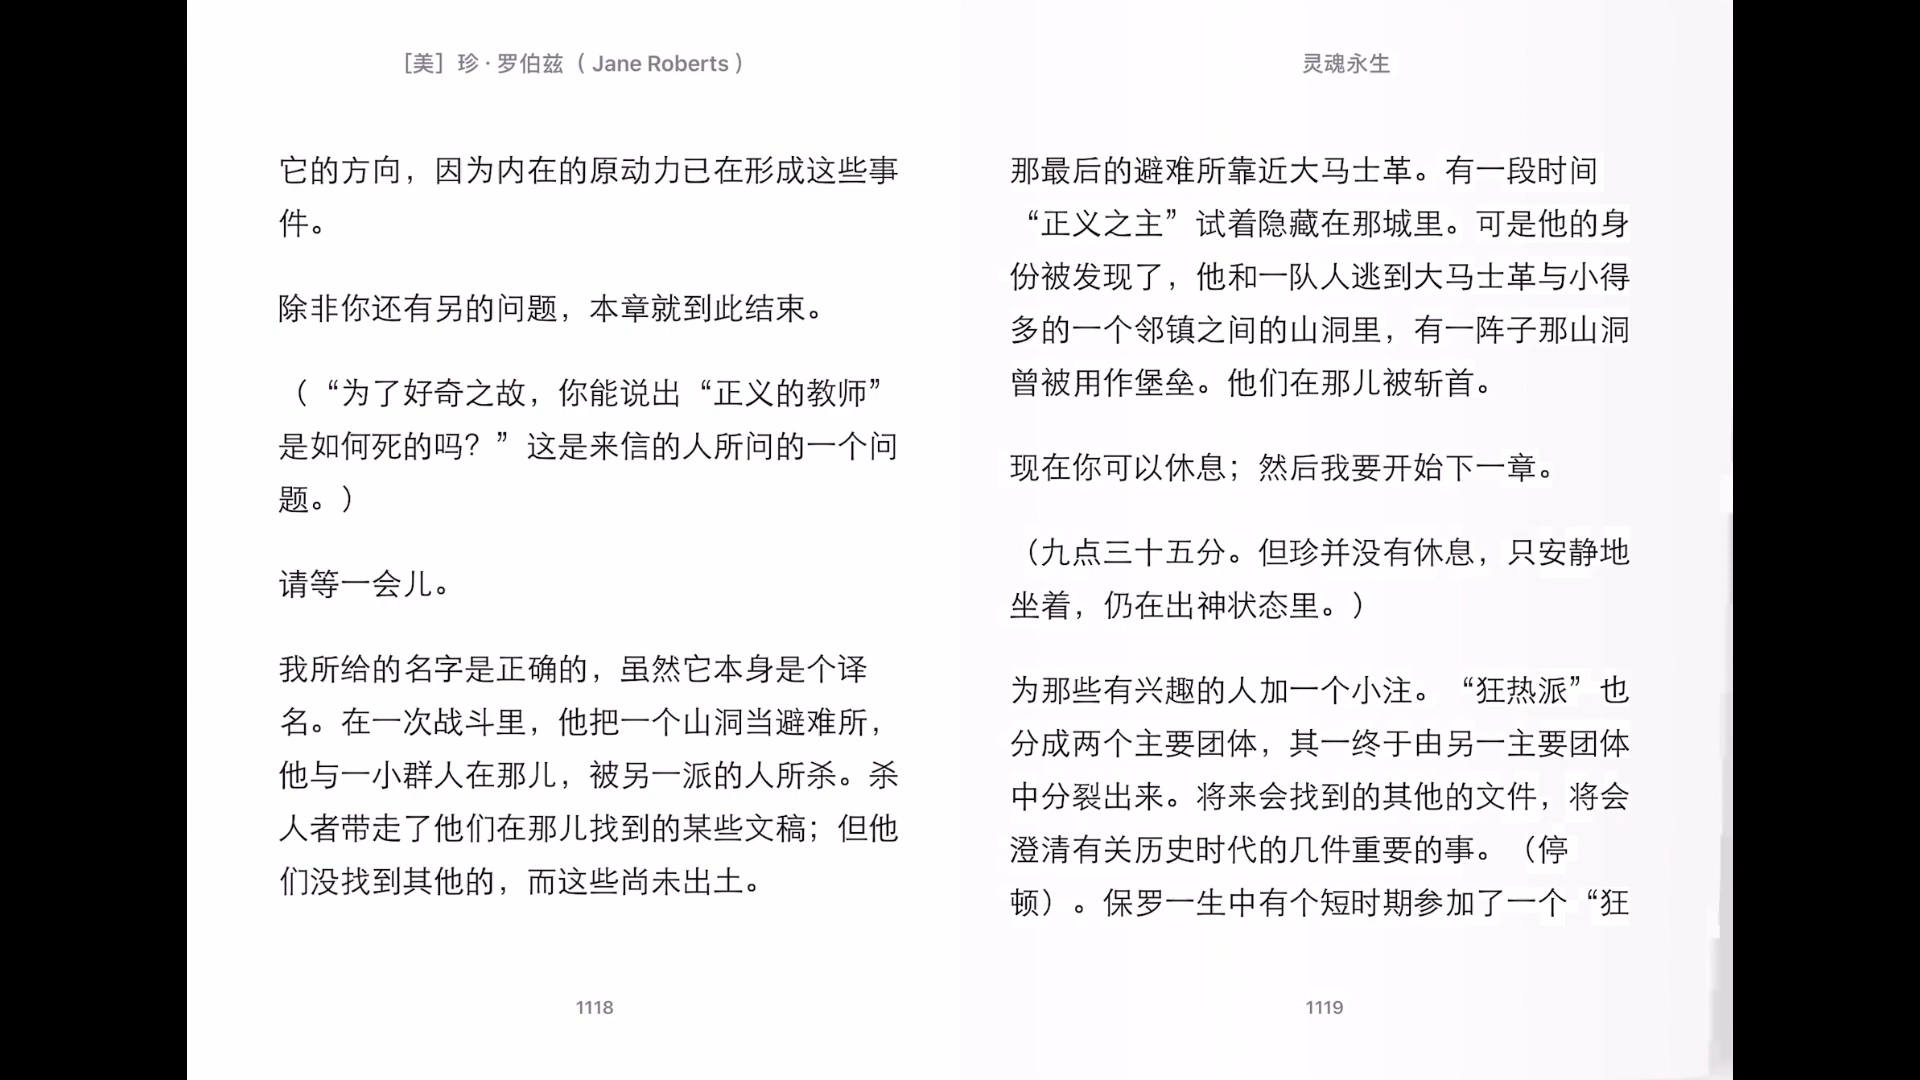 [美] 珍·罗伯兹（Jane Roberts）
它的方向，因为内在的原动力已在形成这些事
件。
除非你还有另的问题，本章就到此结束。
（“为了好奇之故，你能说出“正义的教师”
是如何死的吗？”这是来信的人所问的一个问
题。）
请等一会儿。
我所给的名字是正确的，虽然它本身是个译
名。在一次战斗里，他把一个山洞当避难所，
他与一小群人在那儿，被另一派的人所杀。杀
人者带走了他们在那儿找到的某些文稿；但他
们没找到其他的，而这些尚未出土。
1118
灵魂永生
那最后的避难所靠近大马士革。有一段时间
“正义之主”试着隐藏在那城里。可是他的身
份被发现了，他和一队人逃到大马士革与小得
多的一个邻镇之间的山洞里，有一阵子那山洞
曾被用作堡垒。他们在那儿被斩首。
现在你可以休息；然后我要开始下一章。
（九点三十五分。但珍并没有休息，只安静地
坐着，仍在出神状态里。）
为那些有兴趣的人加一个小注。“狂热派”也
分成两个主要团体，其一终于由另一主要团体
中分裂出来。将来会找到的其他的文件，将会
澄清有关历史时代的几件重要的事。（停
顿）。保罗一生中有个短时期参加了一个“狂
1119